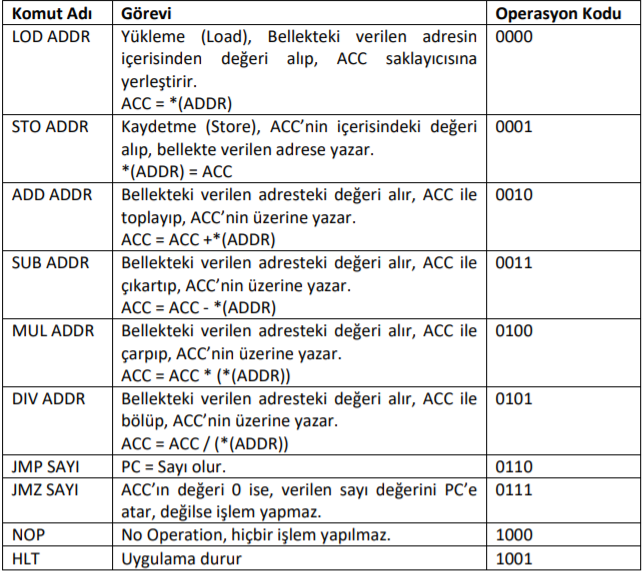 Komut Adı Görevi Operasyon Kodu
LOD ADDR Yükleme (Load), Bellekteki verilen adresin 0000
içerisinden değeri alıp, ACC saklayıcısına
yerleştirir.
ACC = *(ADDR)
STO ADDR Kaydetme (Store), ACC’nin içerisindeki değeri 0001
alıp, bellekte verilen adrese yazar.
*(ADDR) = ACC
ADD ADDR Bellekteki verilen adresteki değeri alır, ACC ile 0010
toplayıp, ACC’nin üzerine yazar.
ACC = ACC +*(ADDR)
SUB ADDR Bellekteki verilen adresteki değeri alır, ACC ile 0011
çıkartıp, ACC’nin üzerine yazar.
ACC = ACC - *(ADDR)
MUL ADDR Bellekteki verilen adresteki değeri alır, ACC ile 0100
çarpıp, ACC’nin üzerine yazar.
ACC = ACC * (*(ADDR))
DIV ADDR Bellekteki verilen adresteki değeri alır, ACC ile 0101
bölüp, ACC’nin üzerine yazar.
ACC = ACC / (*(ADDR))
JMP SAYI PC = Sayı olur. 0110
JMZ SAYI ACC’ın değeri 0 ise, verilen sayı değerini PC’e 0111
atar, değilse işlem yapmaz.
NOP No Operation, hiçbir işlem yapılmaz. 1000
HLT Uygulama durur 1001